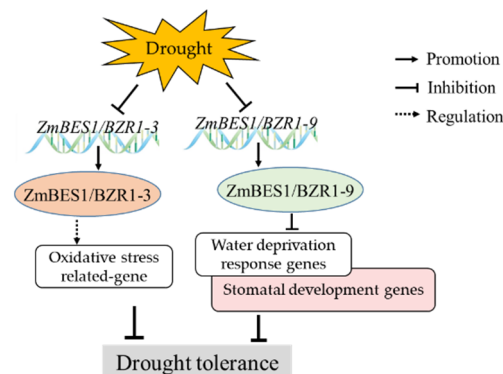 Drought
Promotion
Inhibition
Regulation
ZmBES1/BZR1-3
ZmBES1/BZR1-9
ZmBES1/BZR1-3
ZmBES1/BZR1-9
Oxidative stress
related-gene
Water deprivation
response genes
Stomatal development genes
Drought tolerance